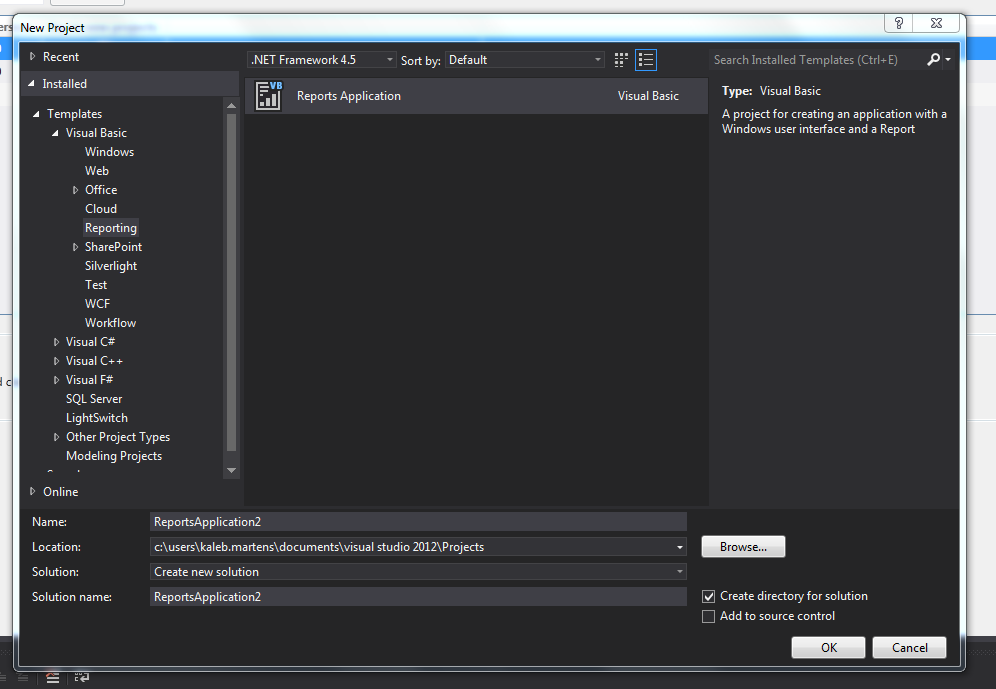 New Project
Recent
.NET Framework 4.5
Sort by:
Default
Search Installed Templates (Ctrl+E)
Installed
Templates
Visual Basic
Windows
Web
Office
Cloud
Reporting
SharePoint
Silverlight
Test
WCF
Workflow
Visual C#
Visual C++
Visual F#
SQL Server
LightSwitch
Other Project Types
Modeling Projects
Online
VB
Reports Application
Visual Basic
Type: Visual Basic
A project for creating an application with a
Windows user interface and a Report
Name:
ReportsApplication2
Location:
c:\users\kaleb.martens\documents\visual studio 2012\Projects
Browse...
Solution:
Create new solution
Solution name:
ReportsApplication2
Create directory for solution
Add to source control
OK
Cancel